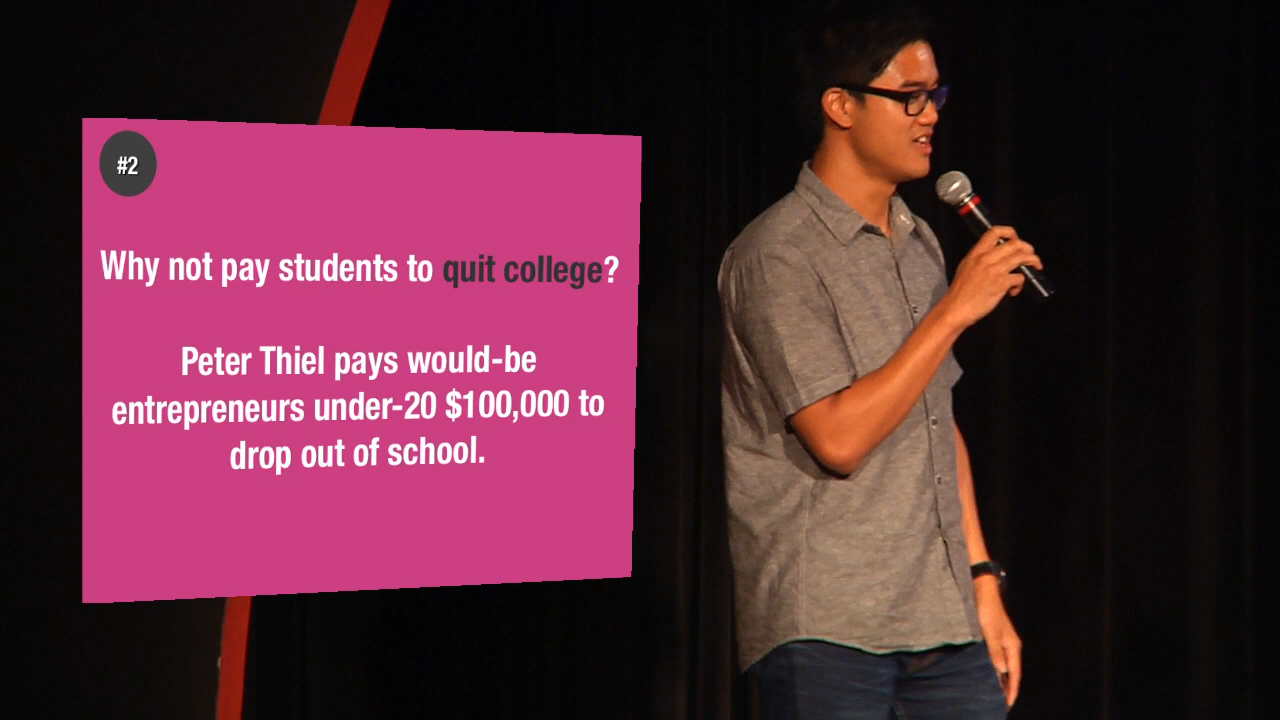 #2
Why not pay students to quit college?
Peter Thiel pays would-be
entrepreneurs under-20 $100,000 to
drop out of school.